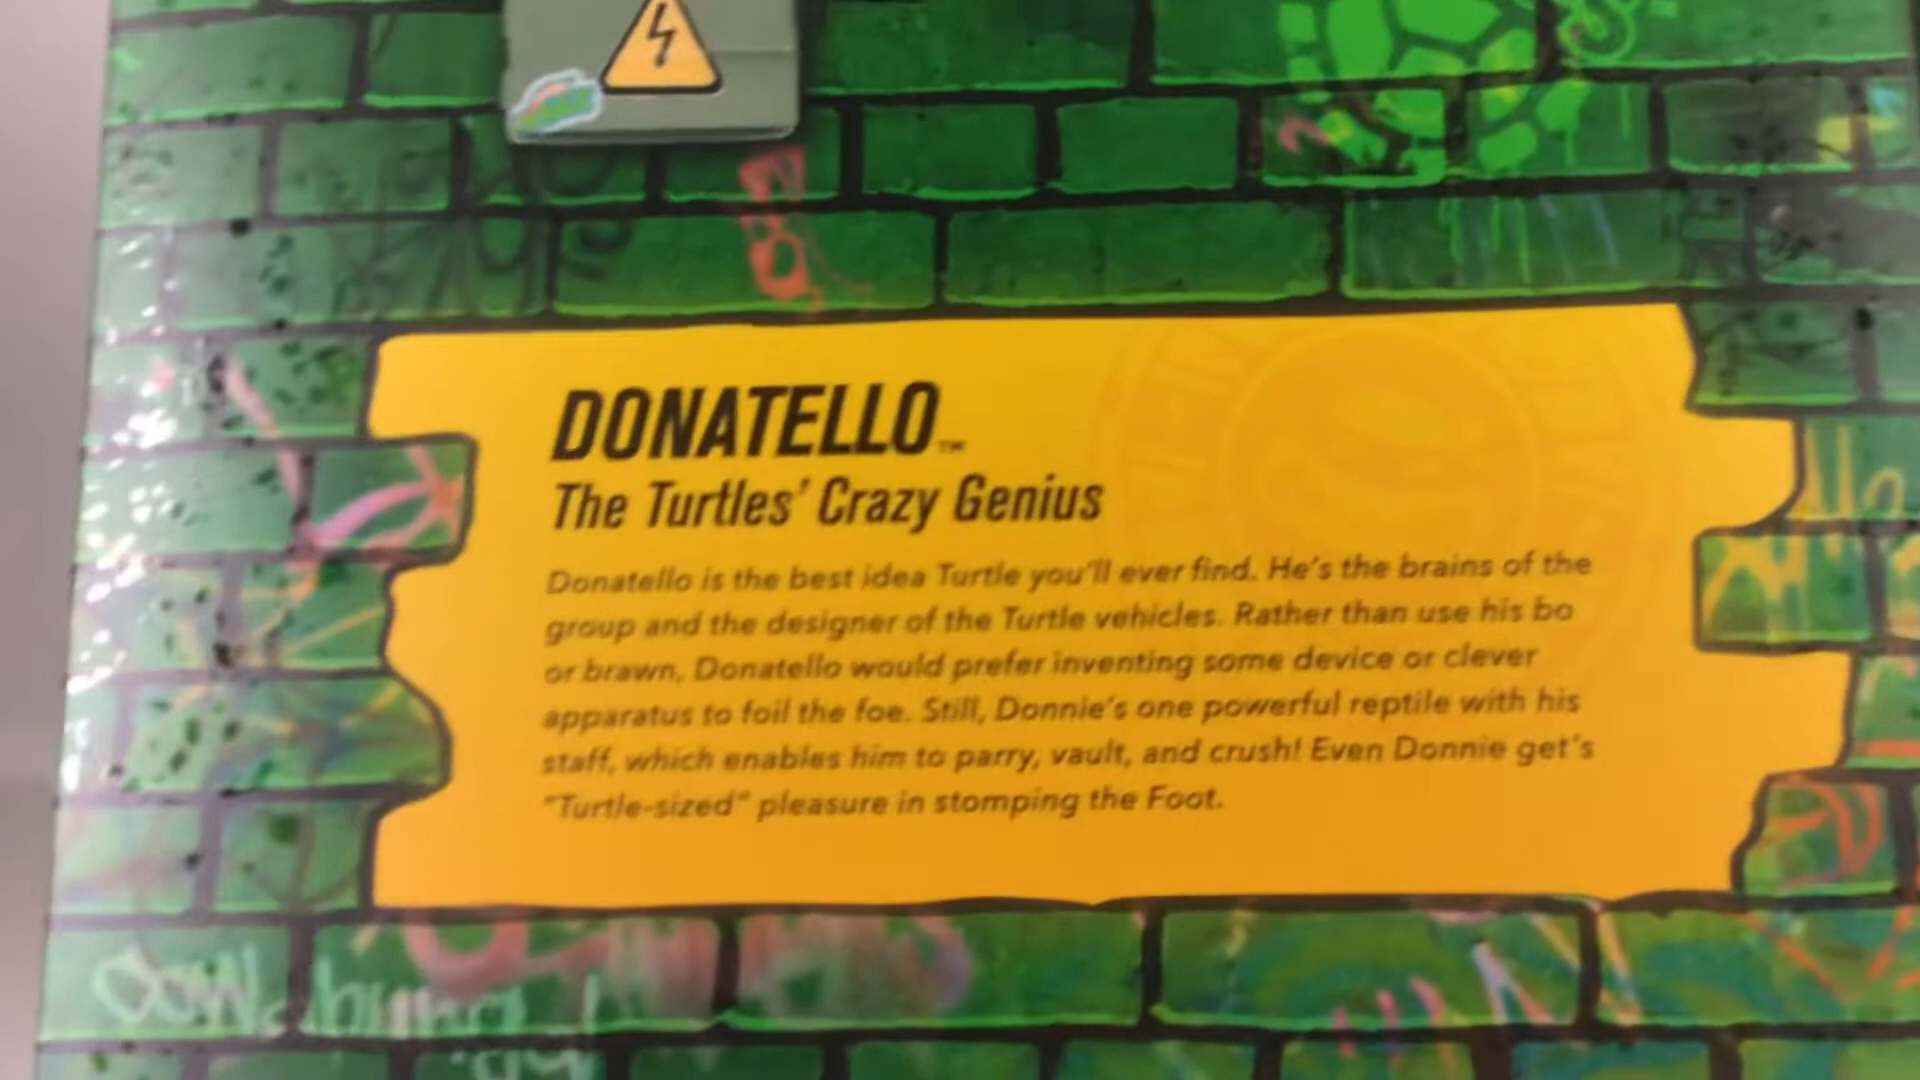 DONATELLO™
The Turtles' Crazy Genius
Donatello is the best idea Turtle you'll ever find. He's the brains of the
group and the designer of the Turtle vehicles. Rather than use his bo
or brawn, Donatello would prefer inventing some device or clever
apparatus to foil the foe. Still, Donnie's one powerful reptile with his
staff, which enables him to parry, vault, and crush! Even Donnie get's
"Turtle-sized" pleasure in stomping the Foot.